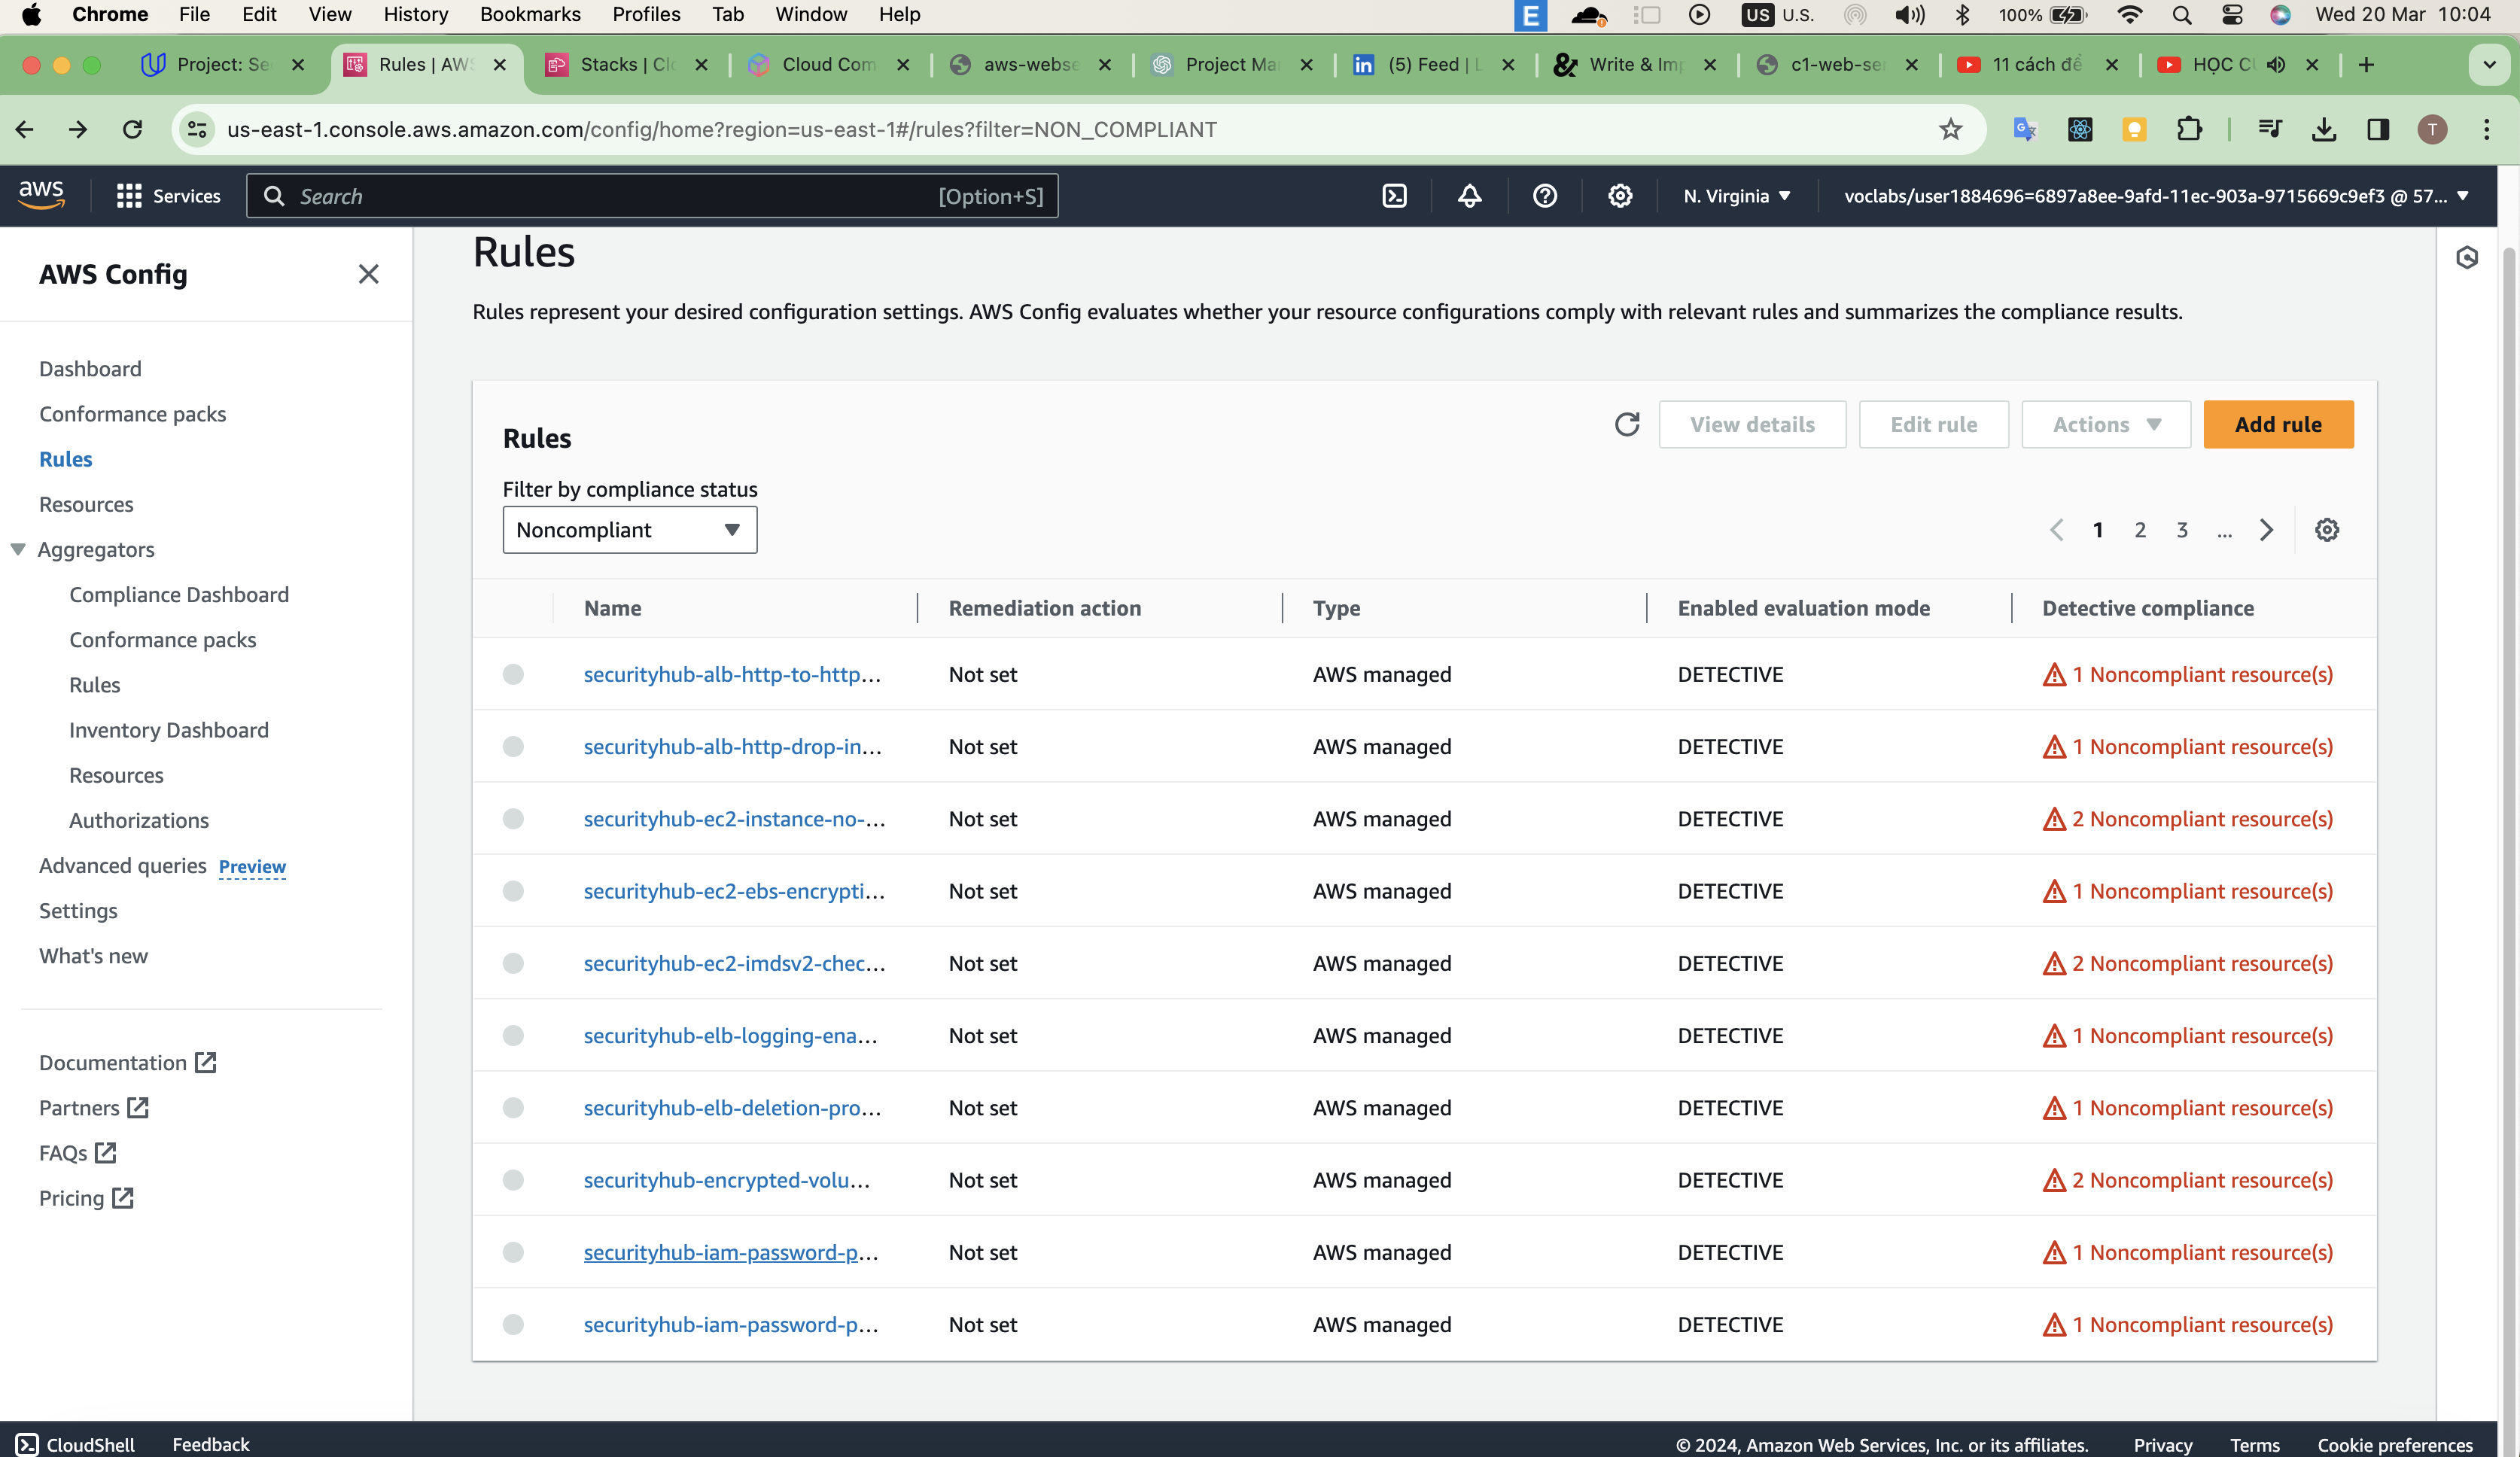 Chrome File Edit View History Bookmarks Profiles Tab Window Help E US U.S. 100% Wed 20 Mar 10:04
Project: Se Rules | AWS Stacks | Clo Cloud Com aws-webse Project Mar (5) Feed | L Write & Imp c1-web-ser 11 cách để HỌC CÙ
us-east-1.console.aws.amazon.com/config/home?region=us-east-1#/rules?filter=NON_COMPLIANT T
aws Services Search [Option+S] N. Virginia voclabs/user1884696=6897a8ee-9afd-11ec-903a-9715669c9ef3 @ 57...
AWS Config
Dashboard
Conformance packs
Rules
Resources
Aggregators
Compliance Dashboard
Conformance packs
Rules
Inventory Dashboard
Resources
Authorizations
Advanced queries Preview
Settings
What's new
Documentation
Partners
FAQs
Pricing
Rules
Rules represent your desired configuration settings. AWS Config evaluates whether your resource configurations comply with relevant rules and summarizes the compliance results.
Rules View details Edit rule Actions Add rule
Filter by compliance status
Noncompliant 1 2 3 ...
Name Remediation action Type Enabled evaluation mode Detective compliance
securityhub-alb-http-to-http... Not set AWS managed DETECTIVE 1 Noncompliant resource(s)
securityhub-alb-http-drop-in... Not set AWS managed DETECTIVE 1 Noncompliant resource(s)
securityhub-ec2-instance-no-... Not set AWS managed DETECTIVE 2 Noncompliant resource(s)
securityhub-ec2-ebs-encrypti... Not set AWS managed DETECTIVE 1 Noncompliant resource(s)
securityhub-ec2-imdsv2-chec... Not set AWS managed DETECTIVE 2 Noncompliant resource(s)
securityhub-elb-logging-ena... Not set AWS managed DETECTIVE 1 Noncompliant resource(s)
securityhub-elb-deletion-pro... Not set AWS managed DETECTIVE 1 Noncompliant resource(s)
securityhub-encrypted-volu... Not set AWS managed DETECTIVE 2 Noncompliant resource(s)
securityhub-iam-password-p... Not set AWS managed DETECTIVE 1 Noncompliant resource(s)
securityhub-iam-password-p... Not set AWS managed DETECTIVE 1 Noncompliant resource(s)
CloudShell Feedback © 2024, Amazon Web Services, Inc. or its affiliates. Privacy Terms Cookie preferences